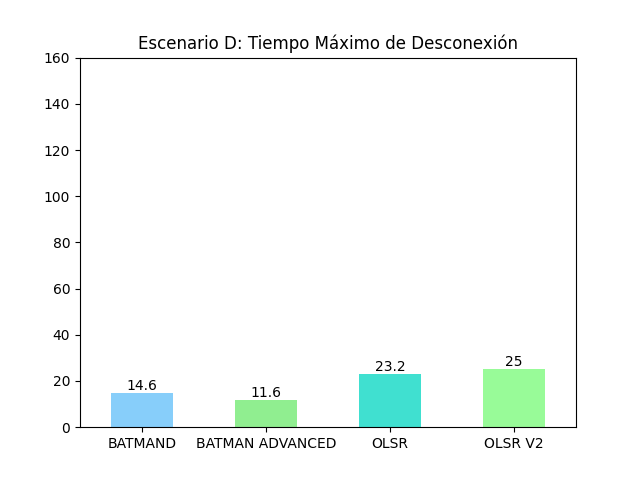 Escenario D: Tiempo Máximo de Desconexión
160
140
120
100
80
60
40
20
0
14.6
11.6
23.2
25
BATMAND
BATMAN ADVANCED
OLSR
OLSR V2